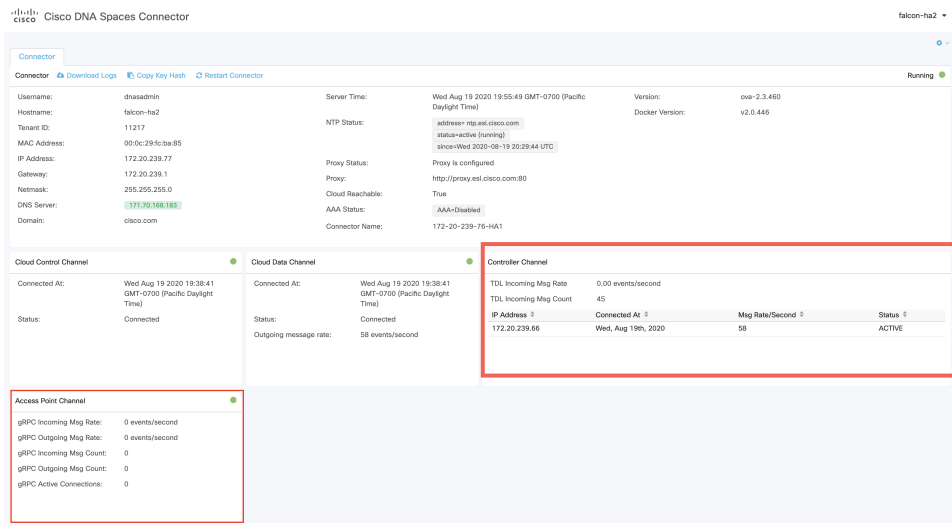 cisco Cisco DNA Spaces Connector
falcon-ha2
Connector
Connector Download Logs Copy Key Hash Restart Connector Running
Username: dnasadmin
Hostname: falcon-ha2
Tenant ID: 11217
MAC Address: 00:0c:29:fc:ba:85
IP Address: 172.20.239.77
Gateway: 172.20.239.1
Netmask: 255.255.255.0
DNS Server: 171.70.168.183
Domain: cisco.com
Server Time: Wed Aug 19 2020 19:55:49 GMT-0700 (Pacific
Daylight Time)
NTP Status: address= ntp.esl.cisco.com
status=active (running)
since=Wed 2020-08-19 20:29:44 UTC
Proxy Status: Proxy is configured
Proxy: http://proxy.esl.cisco.com:80
Cloud Reachable: True
AAA Status: AAA=Disabled
Connector Name: 172-20-239-76-HA1
Version: ova-2.3.460
Docker Version: v2.0.446
Cloud Control Channel
Connected At: Wed Aug 19 2020 19:38:41
GMT-0700 (Pacific Daylight
Time)
Status: Connected
Cloud Data Channel
Connected At: Wed Aug 19 2020 19:38:41
GMT-0700 (Pacific Daylight
Time)
Status: Connected
Outgoing message rate: 58 events/second
Controller Channel
TDL Incoming Msg Rate 0.00 events/second
TDL Incoming Msg Count 45
IP Address Connected At Msg Rate/Second Status
172.20.239.66 Wed, Aug 19th, 2020 58 ACTIVE
Access Point Channel
gRPC Incoming Msg Rate: 0 events/second
gRPC Outgoing Msg Rate: 0 events/second
gRPC Incoming Msg Count: 0
gRPC Outgoing Msg Count: 0
gRPC Active Connections: 0